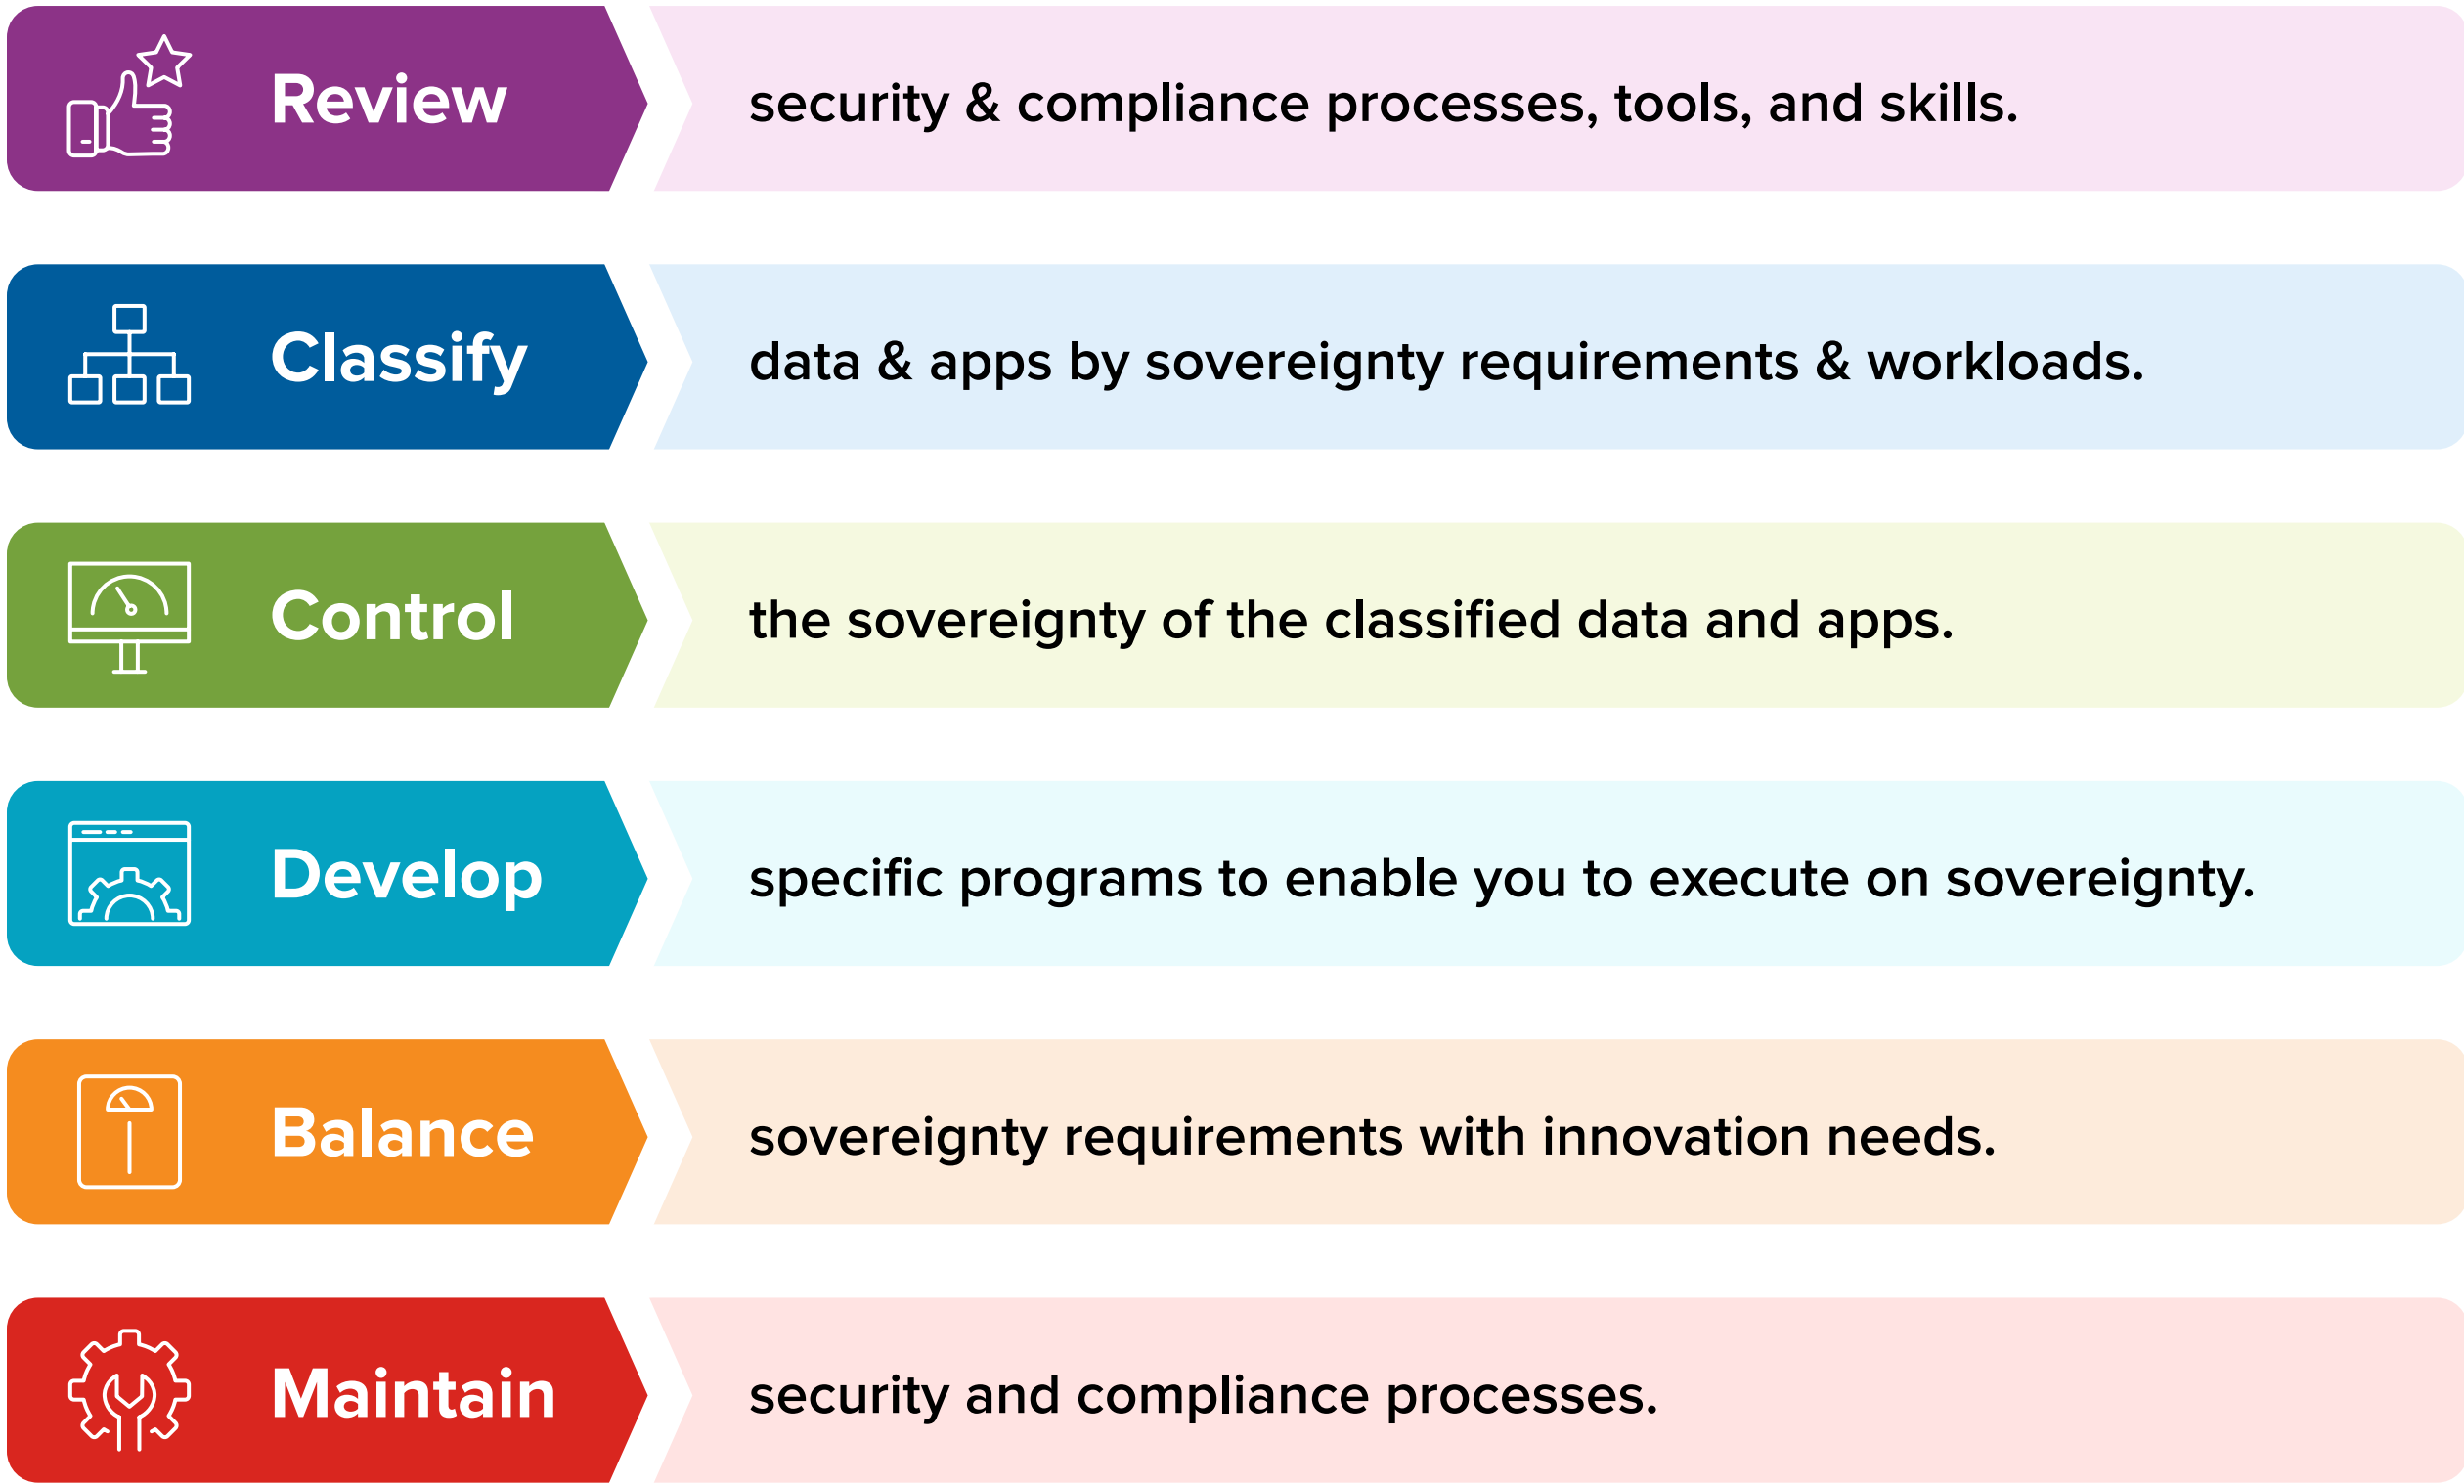 Review
security & compliance processes, tools, and skills.
Classify
data & apps by sovereignty requirements & workloads.
Control
the sovereignty of the classified data and apps.
Develop
specific programs to enable you to execute on sovereignty.
Balance
sovereignty requirements with innovation needs.
Maintain
security and compliance processes.